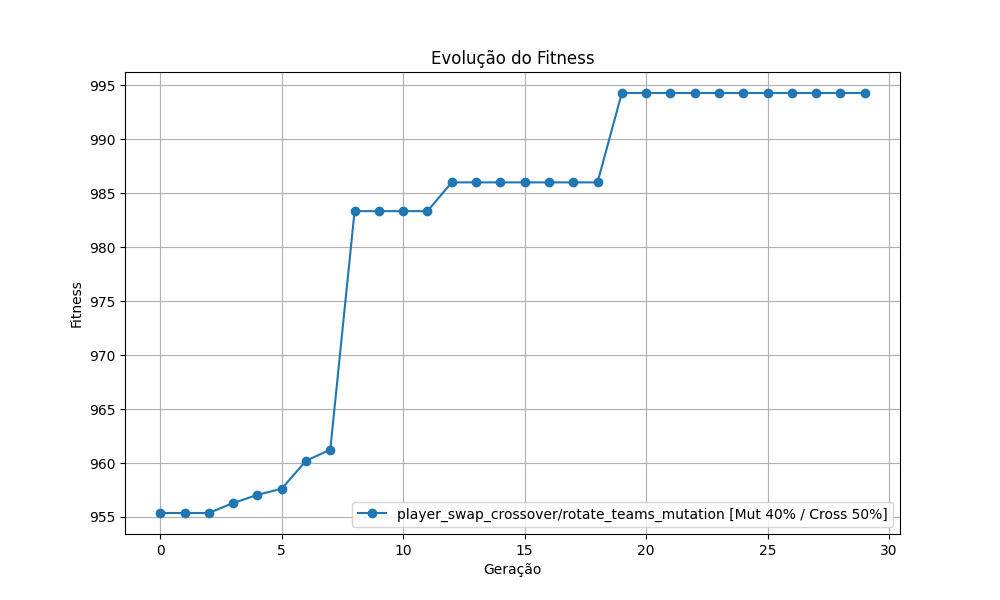 Evolução do Fitness
995
990
985
980
975
970
965
960
955
Fitness
player_swap_crossover/rotate_teams_mutation [Mut 40% / Cross 50%]
0 5 10 15 20 25 30
Geração